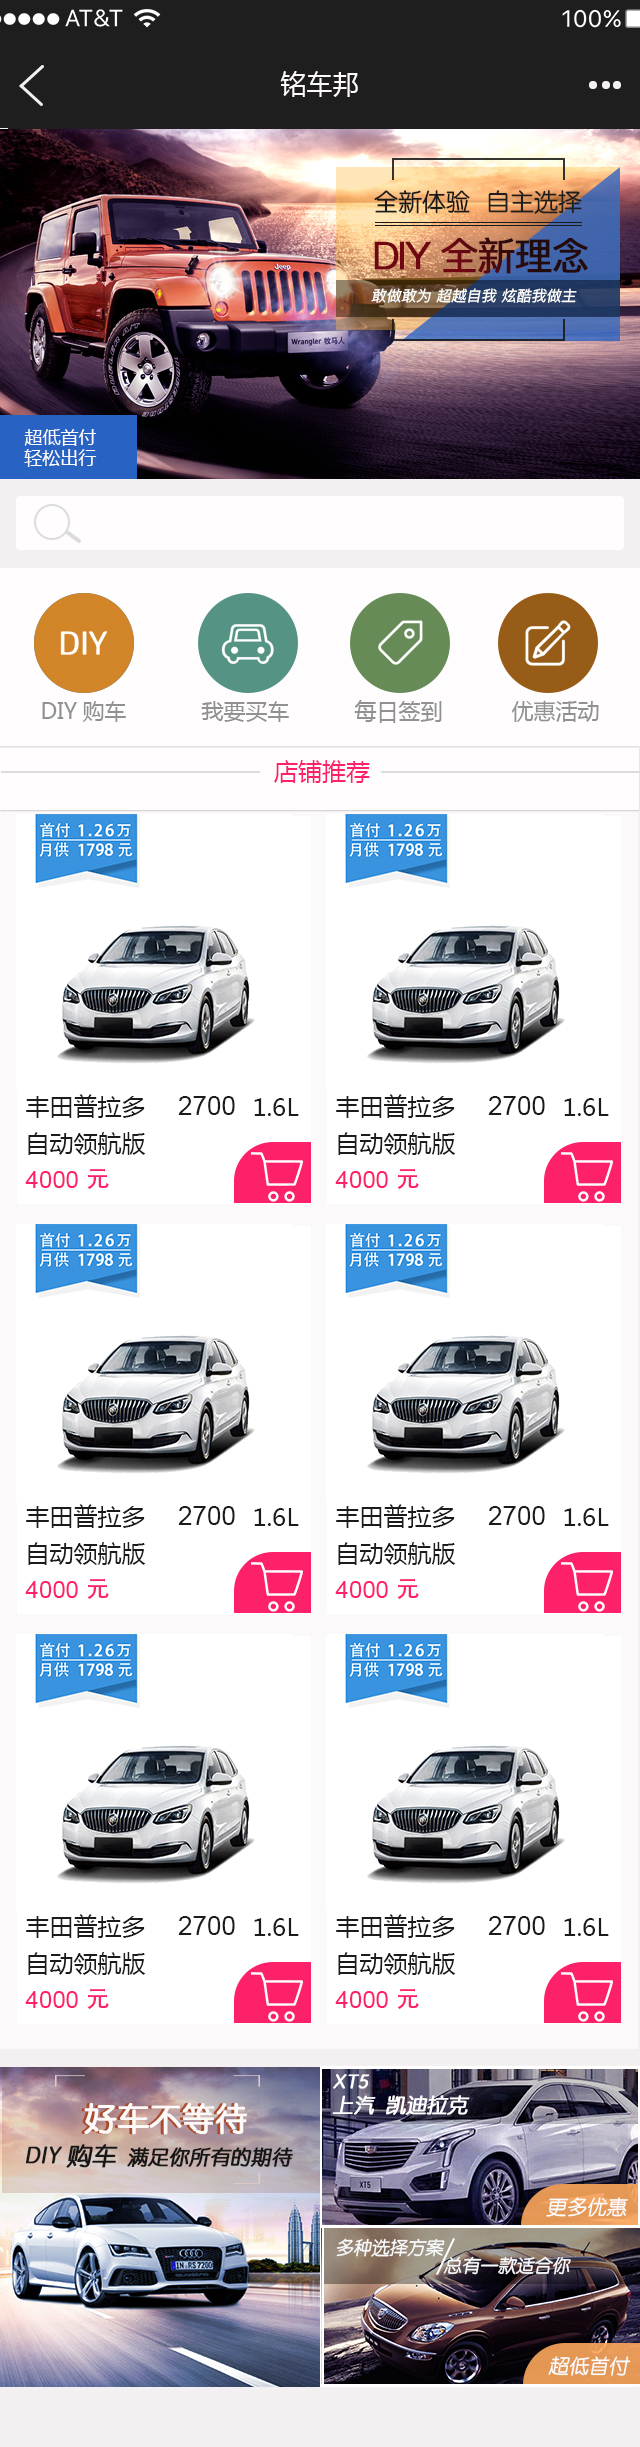 AT&T 100%
铭车邦
全新体验 自主选择
DIY 全新理念
敢做敢为 超越自我 炫酷我做主
Jeep
Wrangler 牧马人
超低首付
轻松出行
DIY
DIY 购车 我要买车 每日签到 优惠活动
店铺推荐
首付 1.26万
月供 1798 元
首付 1.26万
月供 1798 元
丰田普拉多 2700 1.6L
自动领航版
4000 元
丰田普拉多 2700 1.6L
自动领航版
4000 元
首付 1.26万
月供 1798 元
首付 1.26万
月供 1798 元
丰田普拉多 2700 1.6L
自动领航版
4000 元
丰田普拉多 2700 1.6L
自动领航版
4000 元
首付 1.26万
月供 1798 元
首付 1.26万
月供 1798 元
丰田普拉多 2700 1.6L
自动领航版
4000 元
丰田普拉多 2700 1.6L
自动领航版
4000 元
好车不等待
DIY 购车 满足你所有的期待
IN·RS7200
XT5
上汽 凯迪拉克
XT5
更多优惠
多种选择方案/
/总有一款适合你
超低首付